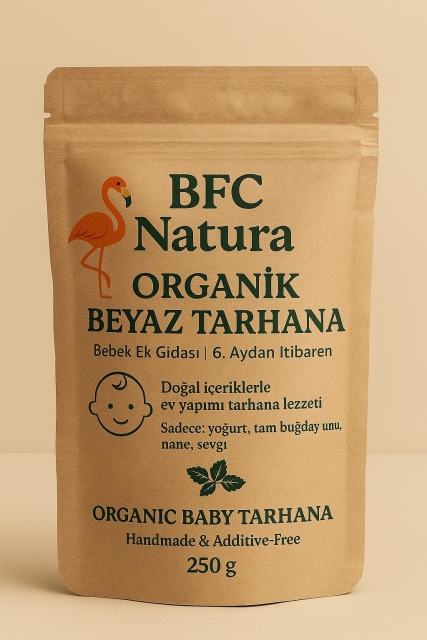 BFC
Natura
ORGANİK
BEYAZ TARHANA
Bebek Ek Gidası | 6. Aydan Itibaren
Doğal içeriklerle
ev yapımı tarhana lezzeti
Sadece: yoğurt, tam buğday unu,
nane, sevgı
ORGANIC BABY TARHANA
Handmade & Additive-Free
250 g